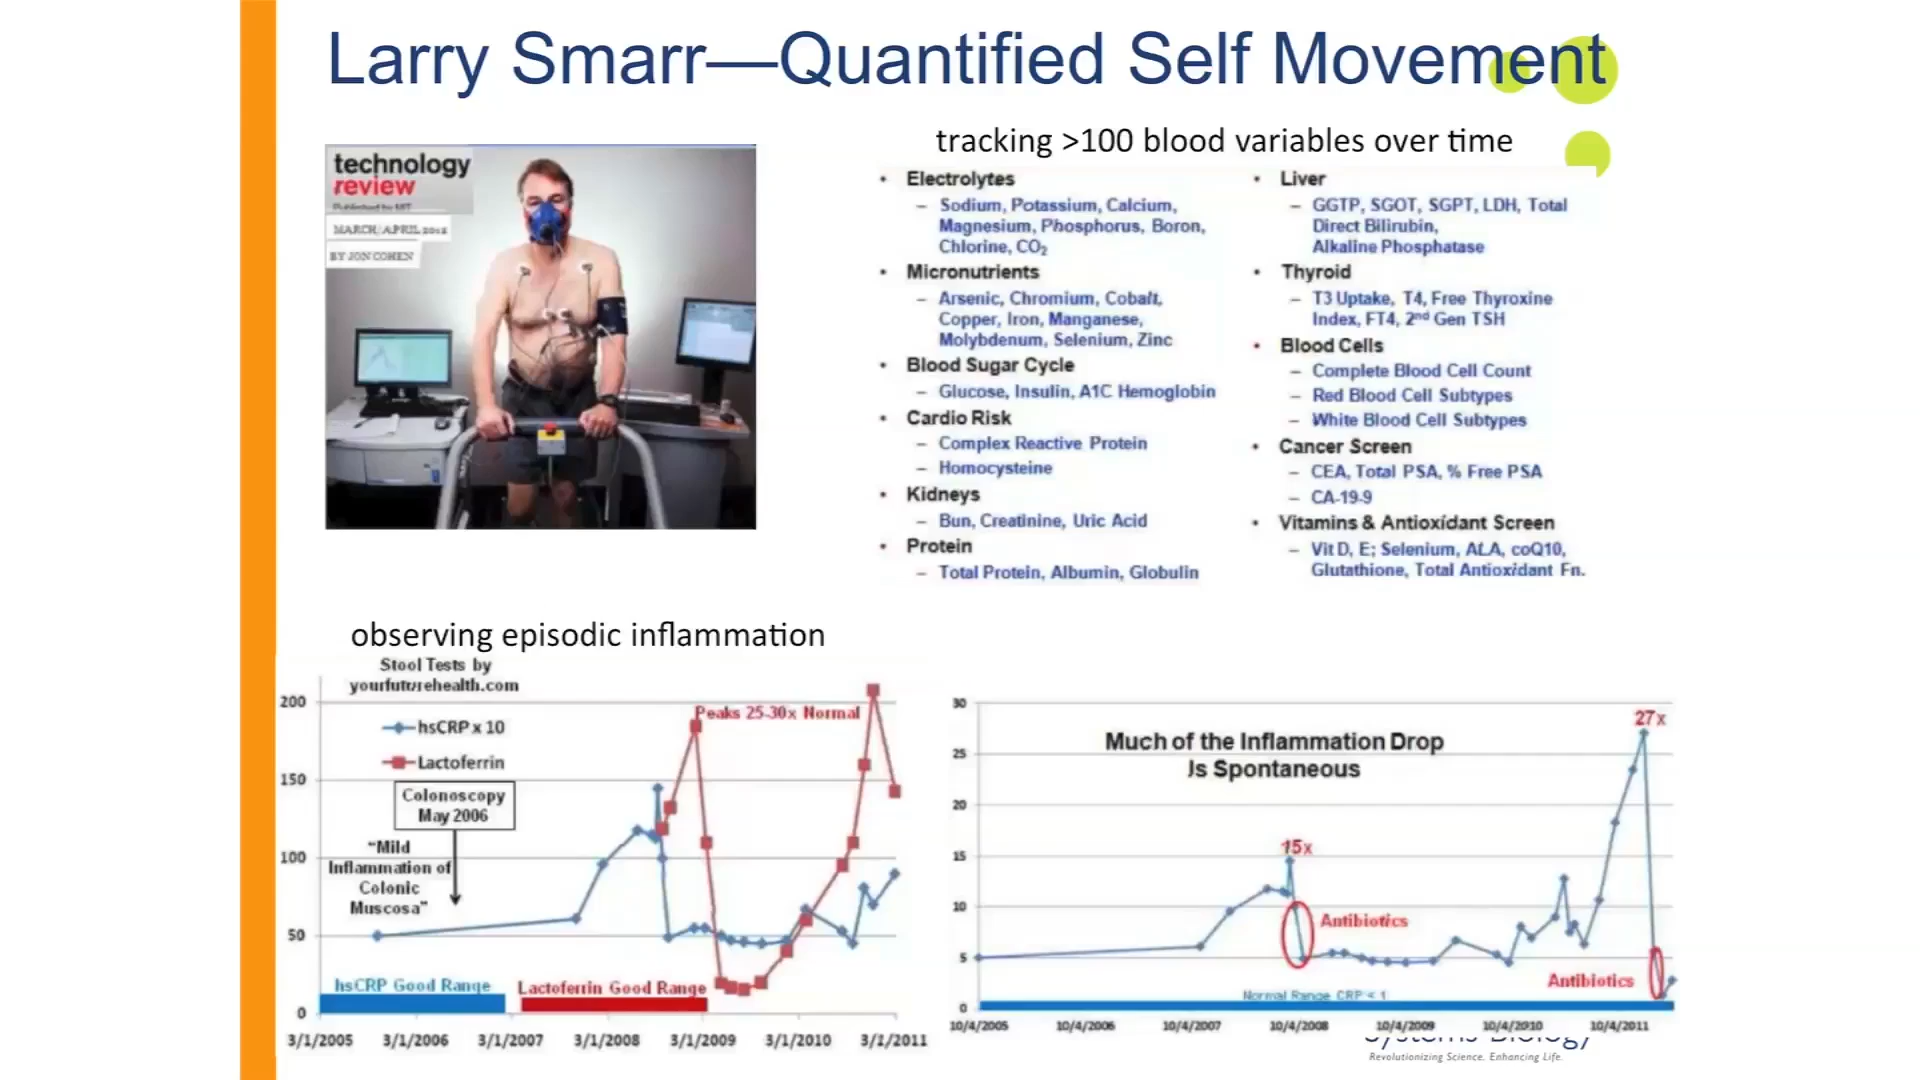 Larry Smarr—Quantified Self Movement
technology
review
Published by MIT
MARCH/APRIL 2012
BY JON COHEN
tracking >100 blood variables over time
• Electrolytes
– Sodium, Potassium, Calcium,
Magnesium, Phosphorus, Boron,
Chlorine, CO₂
• Micronutrients
– Arsenic, Chromium, Cobalt,
Copper, Iron, Manganese,
Molybdenum, Selenium, Zinc
• Blood Sugar Cycle
– Glucose, Insulin, A1C Hemoglobin
• Cardio Risk
– Complex Reactive Protein
– Homocysteine
• Kidneys
– Bun, Creatinine, Uric Acid
• Protein
– Total Protein, Albumin, Globulin
• Liver
– GGTP, SGOT, SGPT, LDH, Total
Direct Bilirubin,
Alkaline Phosphatase
• Thyroid
– T3 Uptake, T4, Free Thyroxine
Index, FT4, 2nd Gen TSH
• Blood Cells
– Complete Blood Cell Count
– Red Blood Cell Subtypes
– White Blood Cell Subtypes
• Cancer Screen
– CEA, Total PSA, % Free PSA
– CA-19-9
• Vitamins & Antioxidant Screen
– Vit D, E; Selenium, ALA, coQ10,
Glutathione, Total Antioxidant Fn.
observing episodic inflammation
Stool Tests by
yourfuturehealth.com
hsCRP x 10
Lactoferrin
Peaks 25-30x Normal
Colonoscopy
May 2006
"Mild
Inflammation of
Colonic
Muscosa"
hsCRP Good Range
Lactoferrin Good Range
200
150
100
50
0
3/1/2005 3/1/2006 3/1/2007 3/1/2008 3/1/2009 3/1/2010 3/1/2011
Much of the Inflammation Drop
Is Spontaneous
27x
15x
Antibiotics
Antibiotics
Normal Range CRP < 1
30
25
20
15
10
5
0
10/4/2005 10/4/2006 10/4/2007 10/4/2008 10/4/2009 10/4/2010 10/4/2011
Systems Biology
Revolutionizing Science. Enhancing Life.